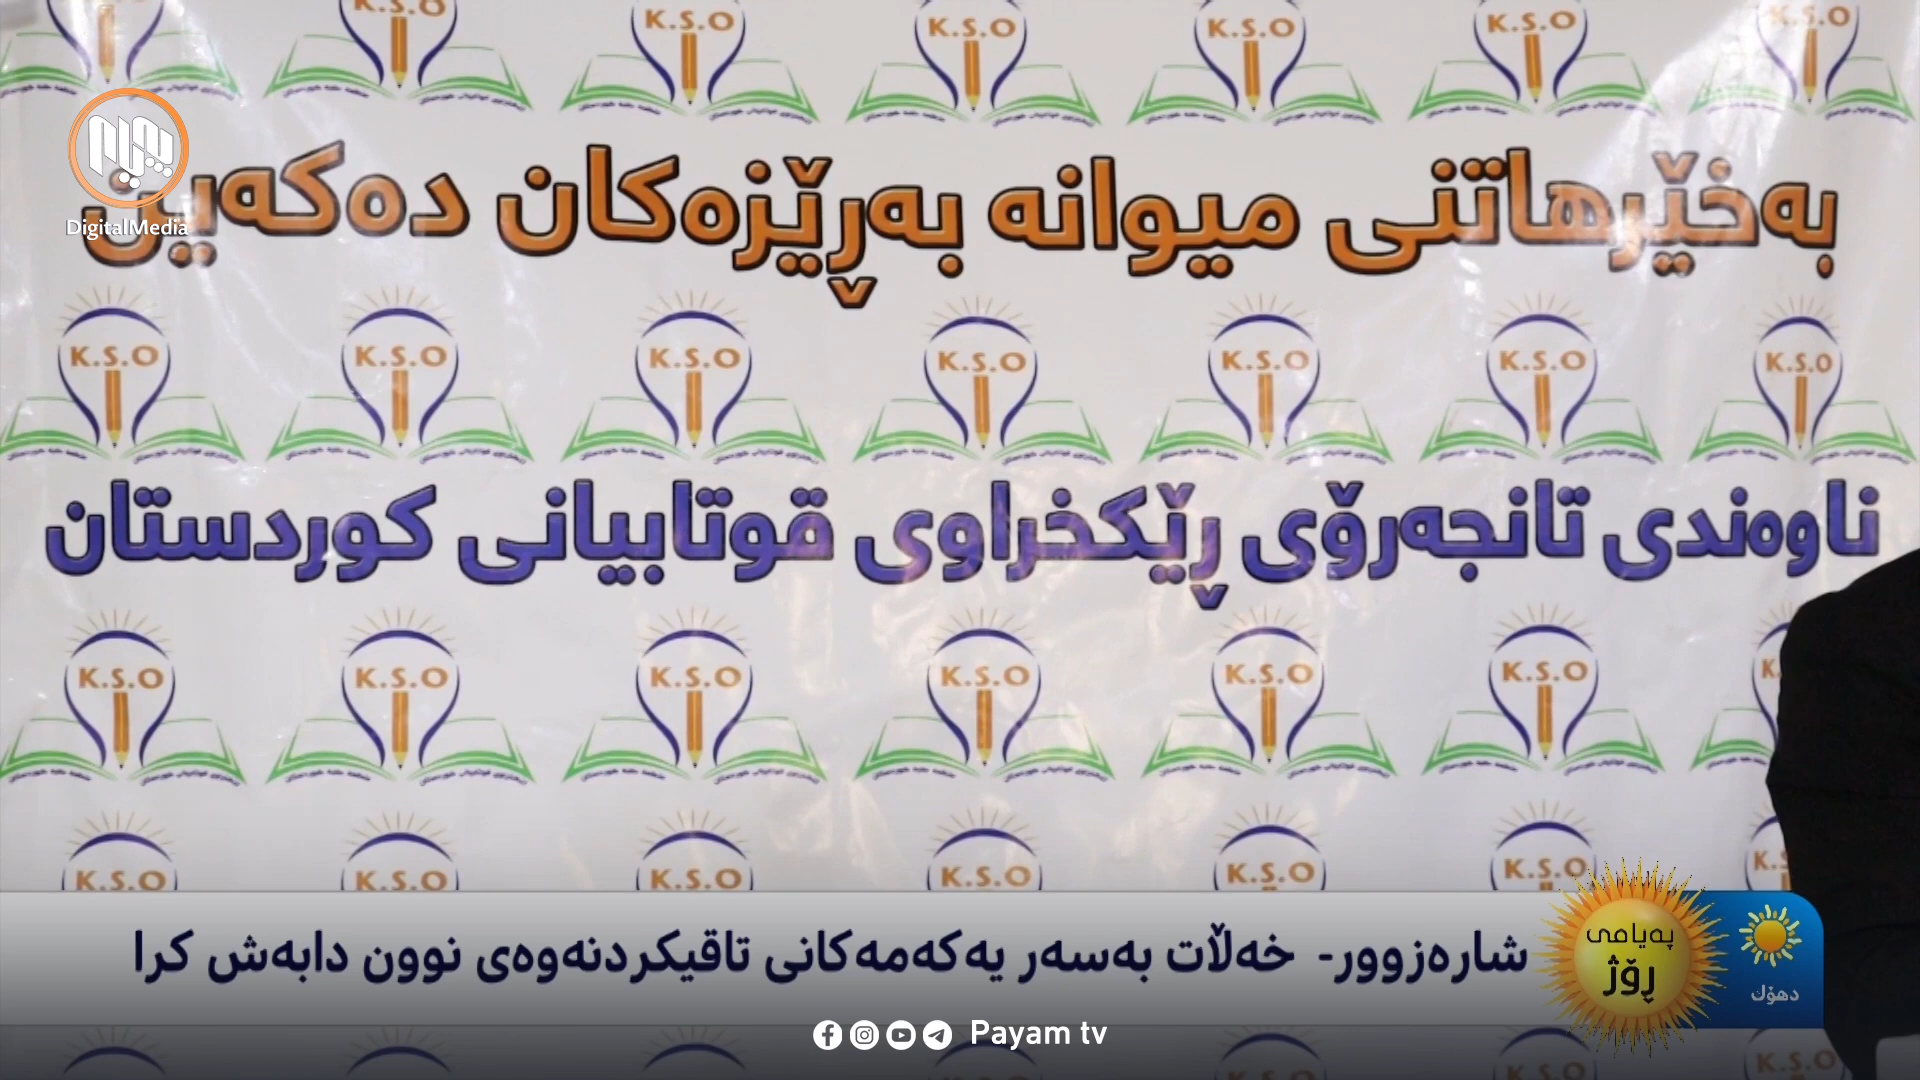 K.S.O K.S.O K.S.O K.S.O K.S.O K.S.O K.S.O
پەیام
DigitalMedia
بەخێرهاتنی میوانە بەڕێزەکان دەکەین
K.S.O K.S.O K.S.O K.S.O K.S.O K.S.O K.S.O
ناوەندی تانجەرۆی ڕێکخراوی قوتابیانی کوردستان
K.S.O K.S.O K.S.O K.S.O K.S.O K.S.O K.
K.S.O K.S.O K.S.O K.S.O K.S.O K.S.O K.S
شارەزوور- خەڵات بەسەر یەکەمەکانی تاقیکردنەوەی نوون دابەش کرا
پەیامی
ڕۆژ
دهۆك
Payam tv
K.S.O